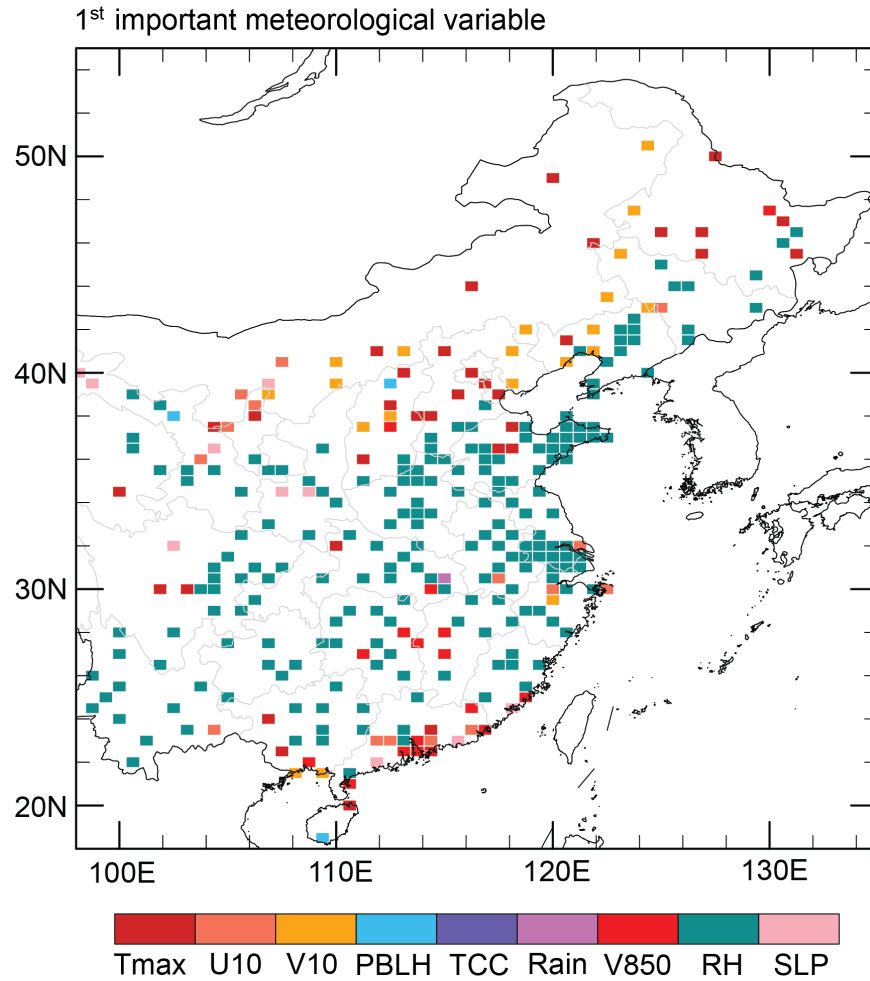 1st important meteorological variable
50N
40N
30N
20N
100E 110E 120E 130E
Tmax U10 V10 PBLH TCC Rain V850 RH SLP